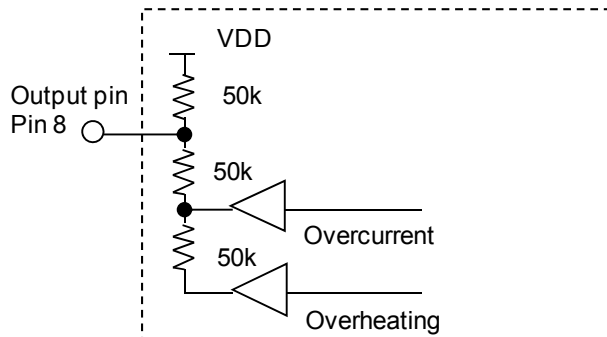 VDD
50k
Output pin
Pin 8
50k
Overcurrent
50k
Overheating